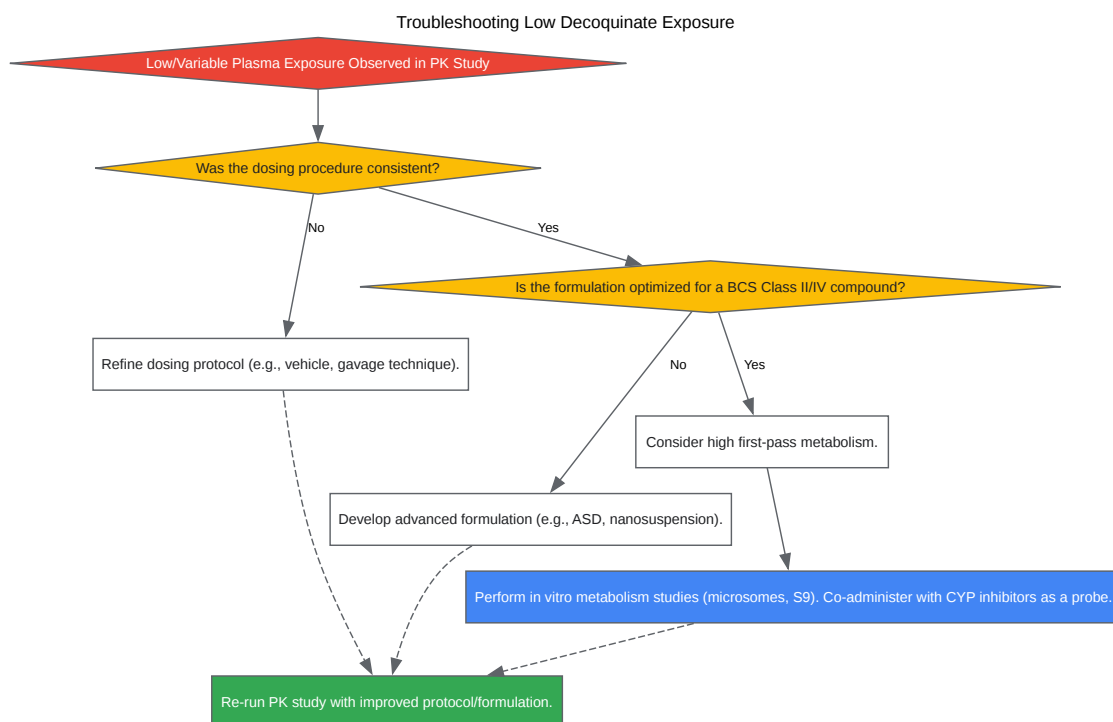 Troubleshooting Low Decoquinate Exposure
Low/Variable Plasma Exposure Observed in PK Study
Was the dosing procedure consistent?
No
Yes
Is the formulation optimized for a BCS Class II/IV compound?
Refine dosing protocol (e.g., vehicle, gavage technique).
No
Yes
Consider high first-pass metabolism.
Develop advanced formulation (e.g., ASD, nanosuspension).
Perform in vitro metabolism studies (microsomes, S9). Co-administer with CYP inhibitors as a probe.
Re-run PK study with improved protocol/formulation.